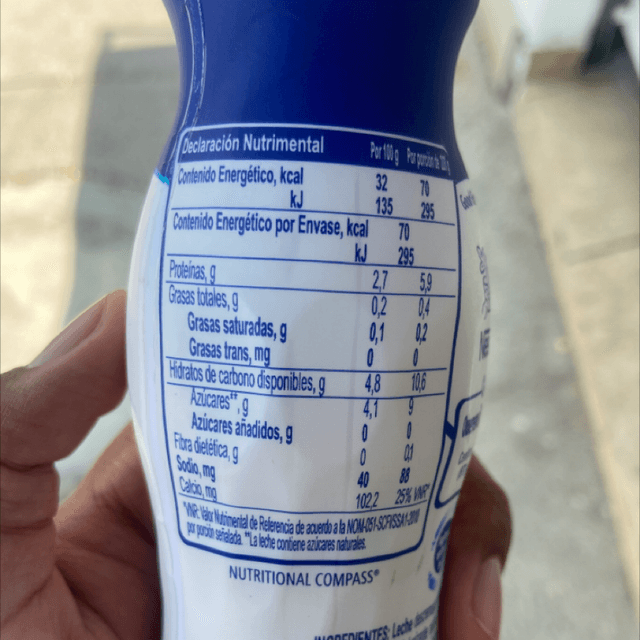 Declaración Nutrimental Por 100 g Por porción de
Contenido Energético, kcal 32 70
kJ 135 295
Contenido Energético por Envase, kcal 70
kJ 295
Proteínas, g 2,7 5,9
Grasas totales, g 0,2 0,4
Grasas saturadas, g 0,1 0,2
Grasas trans, mg 0 0
Hidratos de carbono disponibles, g 4,8 10,6
Azúcares**, g 4,1 9
Azúcares añadidos, g 0 0
Fibra dietética, g 0 0,1
Sodio, mg 40 88
Calcio, mg 102,2 25% VNR*
*VNR: Valor Nutrimental de Referencia de acuerdo a la NOM-051-SCFI/SSA1-2010
por porción señalada. **La leche contiene azúcares naturales.
NUTRITIONAL COMPASS®
INGREDIENTES: Leche